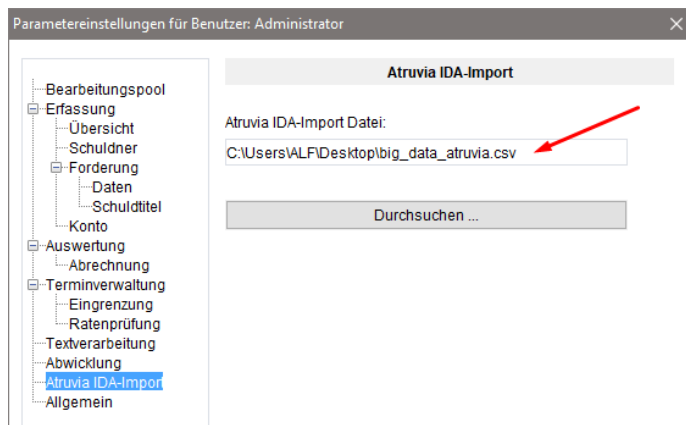 Parametereinstellungen für Benutzer: Administrator
Bearbeitungspool
Erfassung
Übersicht
Schuldner
Forderung
Daten
Schuldtitel
Konto
Auswertung
Abrechnung
Terminverwaltung
Eingrenzung
Ratenprüfung
Textverarbeitung
Abwicklung
Atruvia IDA-Import
Allgemein
Atruvia IDA-Import
Atruvia IDA-Import Datei:
C:\Users\ALF\Desktop\big_data_atruvia.csv
Durchsuchen ...